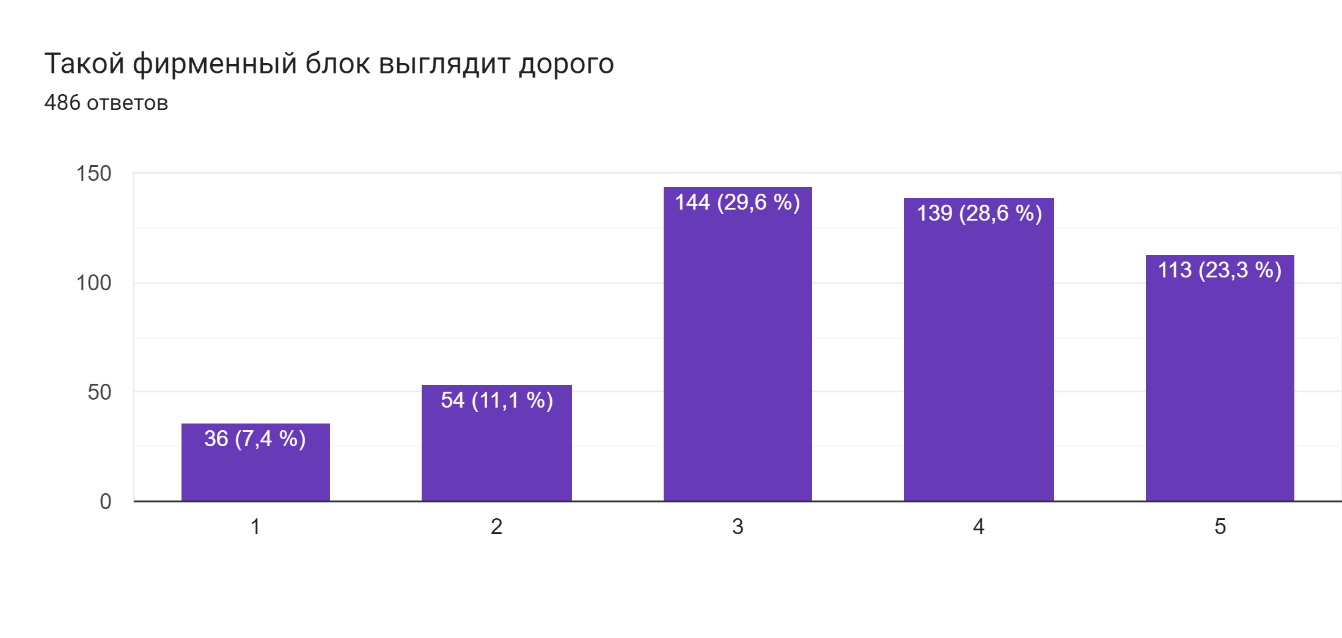 Такой фирменный блок выглядит дорого
486 ответов
150
100
50
0
36 (7,4 %)
54 (11,1 %)
144 (29,6 %)
139 (28,6 %)
113 (23,3 %)
1
2
3
4
5